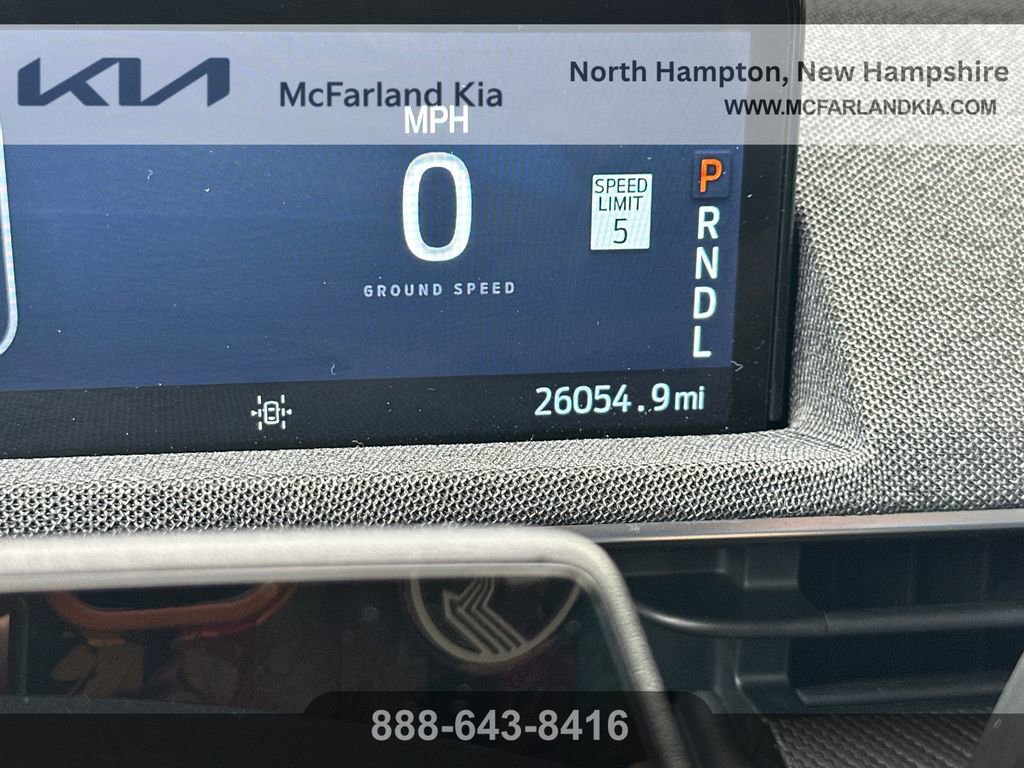 KIA
McFarland Kia
North Hampton, New Hampshire
WWW.MCFARLANDKIA.COM
MPH
0
GROUND SPEED
SPEED
LIMIT
5
P
R
N
D
L
26054.9mi
888-643-8416